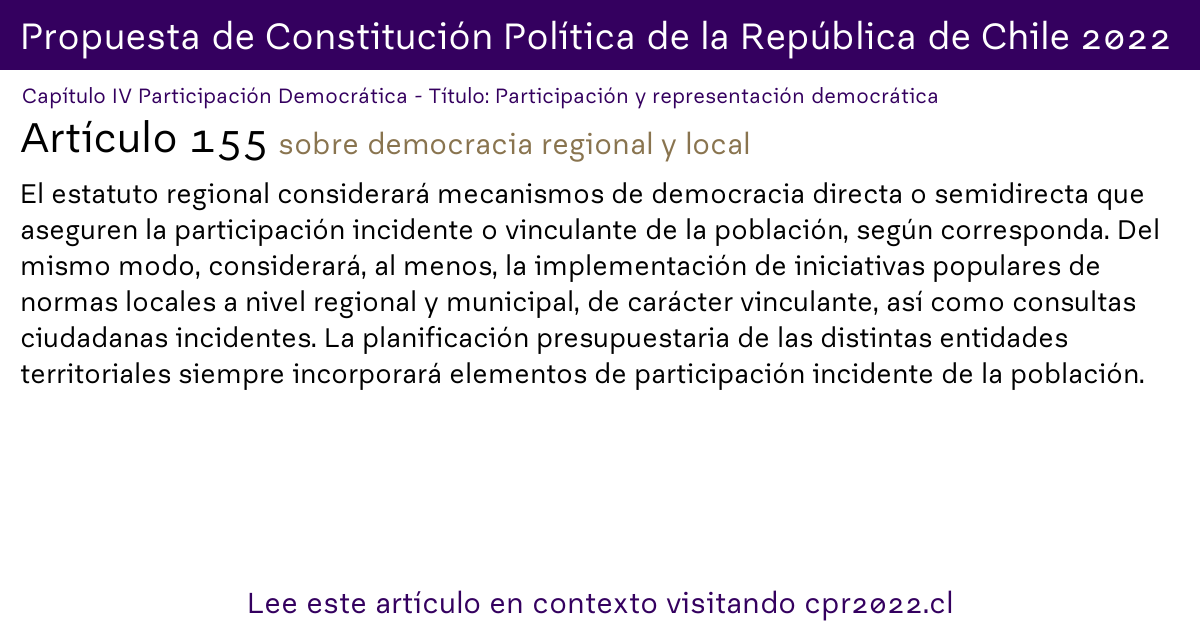 Propuesta de Constitución Política de la República de Chile 2022
Capítulo IV Participación Democrática - Título: Participación y representación democrática
Artículo 155 sobre democracia regional y local
El estatuto regional considerará mecanismos de democracia directa o semidirecta que
aseguren la participación incidente o vinculante de la población, según corresponda. Del
mismo modo, considerará, al menos, la implementación de iniciativas populares de
normas locales a nivel regional y municipal, de carácter vinculante, así como consultas
ciudadanas incidentes. La planificación presupuestaria de las distintas entidades
territoriales siempre incorporará elementos de participación incidente de la población.
Lee este artículo en contexto visitando cpr2022.cl